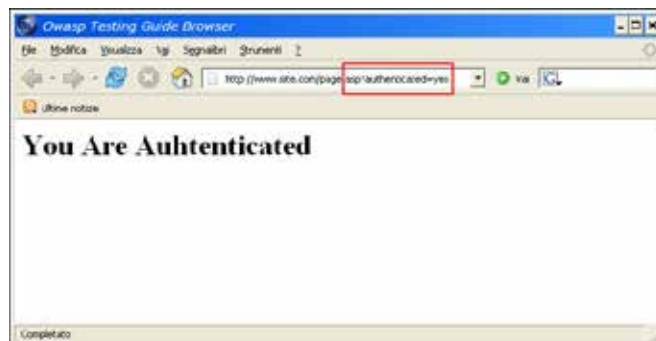 Owasp Testing Guide Browser
File Modifica Visualizza Vai Segnalibri Strumenti ?
http://www.site.com/page.asp?authenticated=yes Vai
Ultime notizie
You Are Auhtenticated
Completato